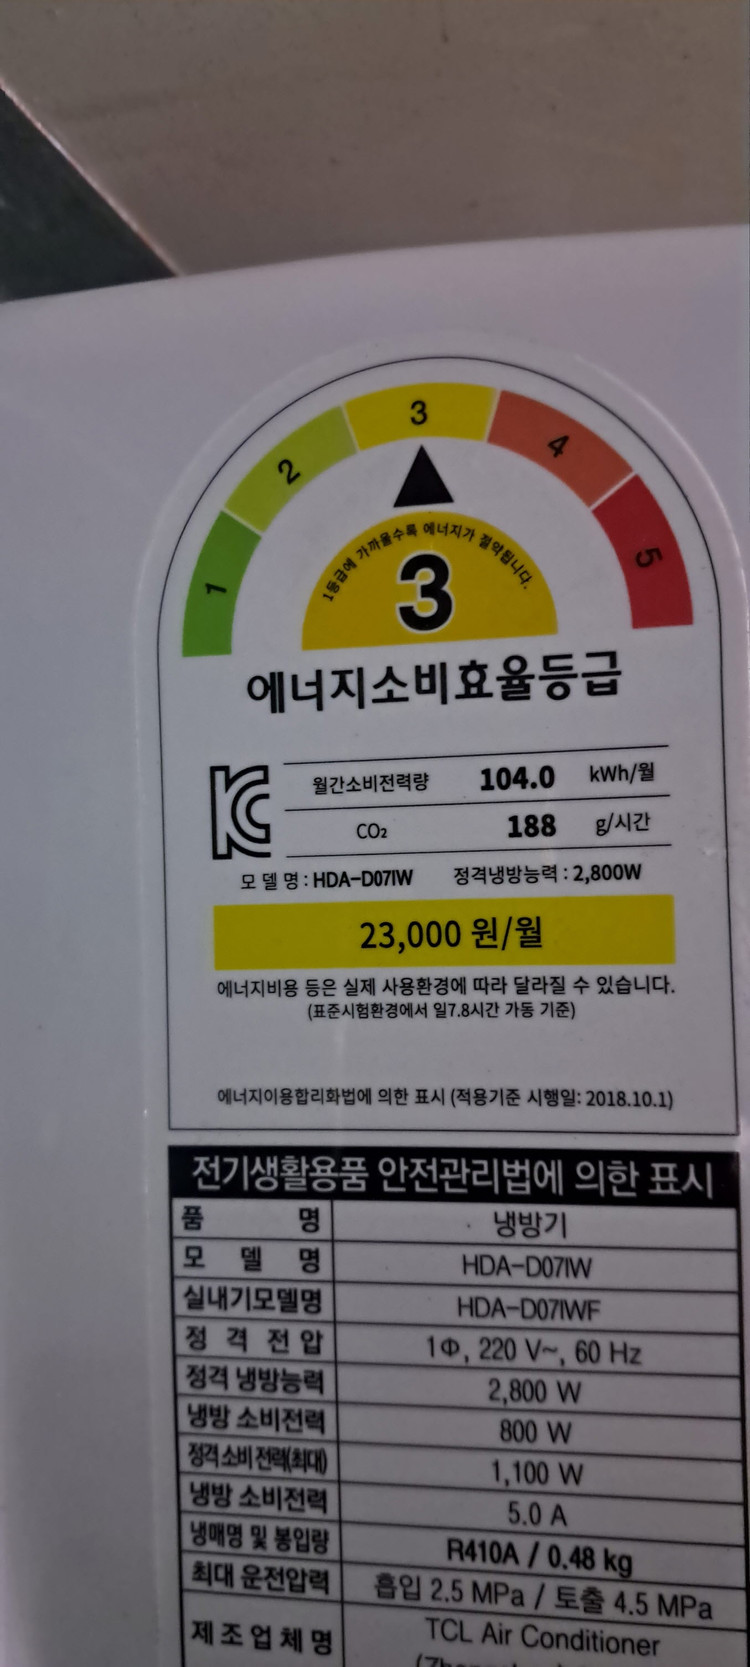 1
2
3
4
5
1등급에 가까울수록 에너지가 절약됩니다.
3
에너지소비효율등급
월간소비전력량 104.0 kWh/월
CO₂ 188 g/시간
모 델 명 : HDA-D07IW 정격냉방능력 : 2,800W
23,000 원/월
에너지비용 등은 실제 사용환경에 따라 달라질 수 있습니다.
(표준시험환경에서 일7.8시간 가동 기준)
에너지이용합리화법에 의한 표시 (적용기준 시행일: 2018.10.1)
전기생활용품 안전관리법에 의한 표시
품 명 냉방기
모 델 명 HDA-D07IW
실내기모델명 HDA-D07IWF
정 격 전 압 1Φ, 220 V~, 60 Hz
정격 냉방능력 2,800 W
냉방 소비전력 800 W
정격소비전력(최대) 1,100 W
냉방 소비전력 5.0 A
냉매명 및 봉입량 R410A / 0.48 kg
최대 운전압력 흡입 2.5 MPa / 토출 4.5 MPa
제 조 업 체 명 TCL Air Conditioner